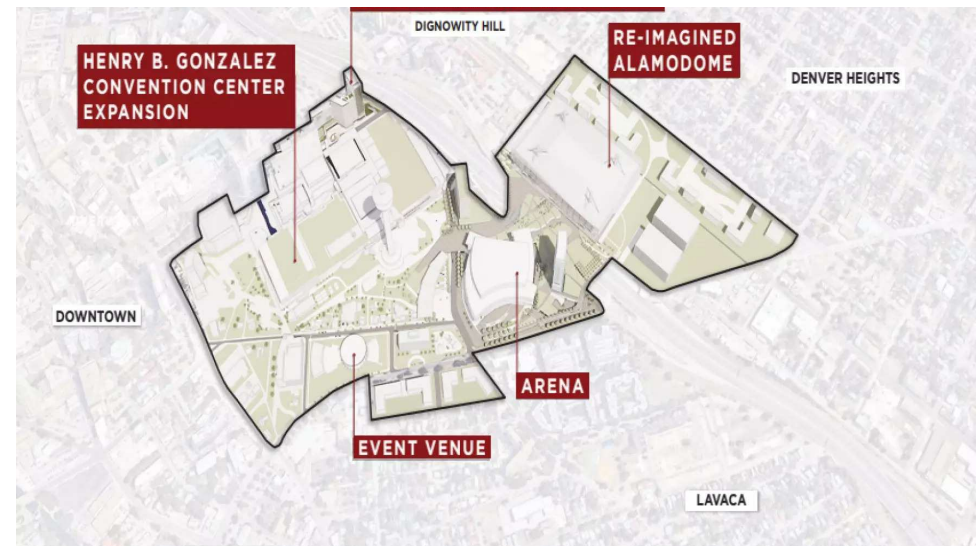 DIGNOWITY HILL
HENRY B. GONZALEZ
CONVENTION CENTER
EXPANSION
RE-IMAGINED
ALAMODOME
DENVER HEIGHTS
DOWNTOWN
ARENA
EVENT VENUE
LAVACA